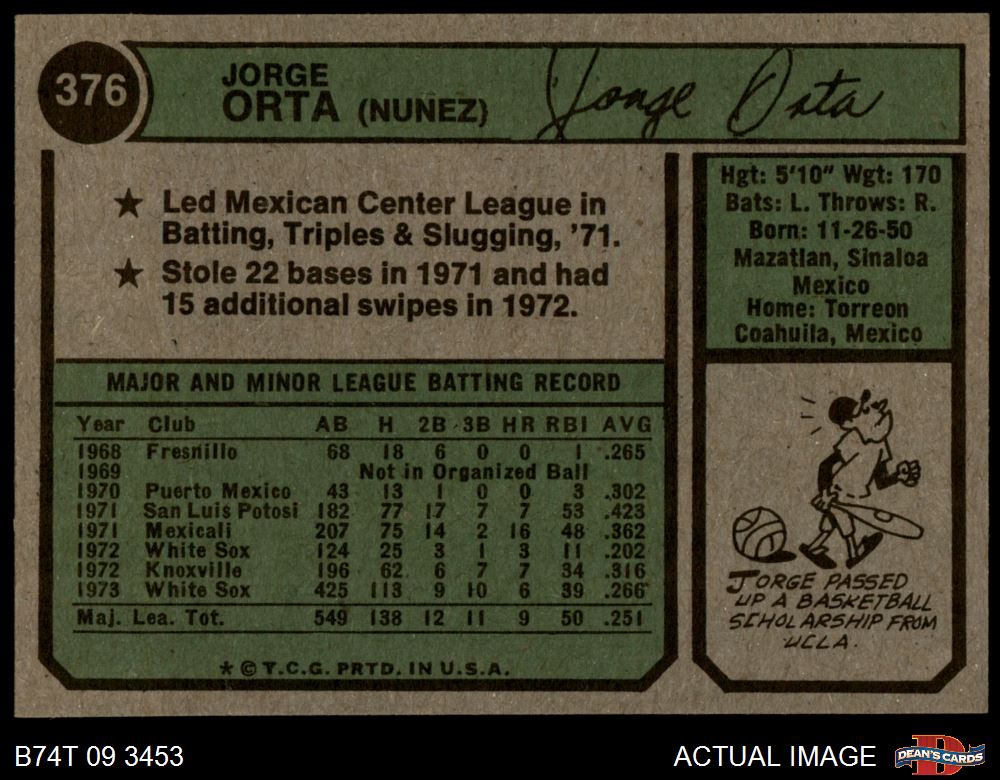 376
JORGE
ORTA (NUNEZ)
Jorge Orta
★ Led Mexican Center League in
Batting, Triples & Slugging, '71.
★ Stole 22 bases in 1971 and had
15 additional swipes in 1972.
Hgt: 5'10" Wgt: 170
Bats: L. Throws: R.
Born: 11-26-50
Mazatlan, Sinaloa
Mexico
Home: Torreon
Coahuila, Mexico
MAJOR AND MINOR LEAGUE BATTING RECORD
Year Club AB H 2B 3B HR RBI AVG
1968 Fresnillo 68 18 6 0 0 1 .265
1969 Not in Organized Ball
1970 Puerto Mexico 43 13 1 0 0 3 .302
1971 San Luis Potosi 182 77 17 7 7 53 .423
1971 Mexicali 207 75 14 2 16 48 .362
1972 White Sox 124 25 3 1 3 11 .202
1972 Knoxville 196 62 6 7 7 34 .316
1973 White Sox 425 113 9 10 6 39 .266
Maj. Lea. Tot. 549 138 12 11 9 50 .251
* © T.C.G. PRTD. IN U.S.A.
JORGE PASSED
UP A BASKETBALL
SCHOLARSHIP FROM
UCLA.
B74T 09 3453
ACTUAL IMAGE
DEAN'S CARDS